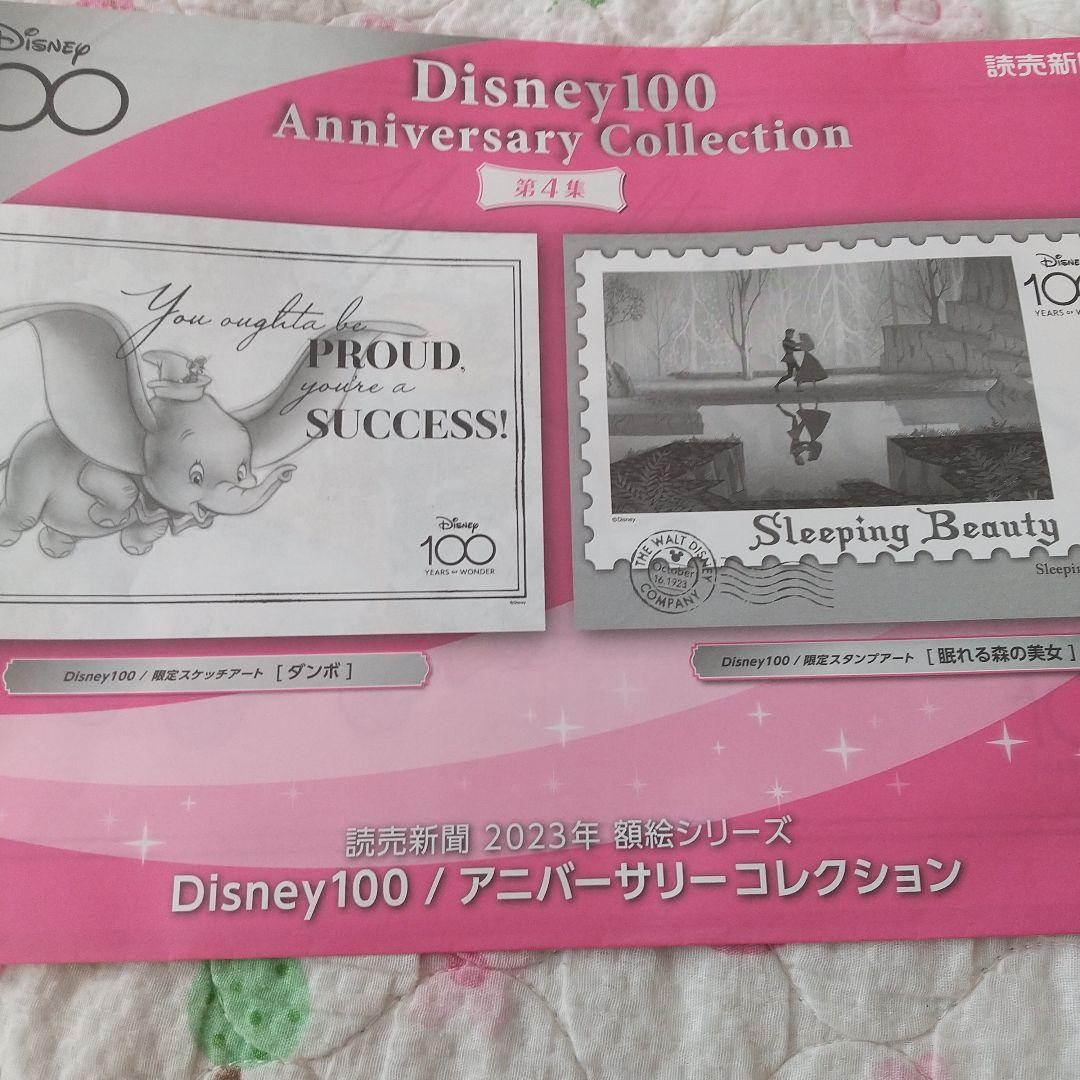 Disney
100
読売新聞
Disney100
Anniversary Collection
第4集
You oughta be
PROUD,
you're a
SUCCESS!
Disney
100
YEARS of WONDER
©Disney
Disney
100
YEARS of WONDER
©Disney
Sleeping Beauty
THE WALT DISNEY
October
16.1923
COMPANY
Disney100 / 限定スケッチアート [ ダンボ ]
Disney100 / 限定スタンプアート [ 眠れる森の美女 ]
読売新聞 2023年 額絵シリーズ
Disney100 / アニバーサリー コレクション